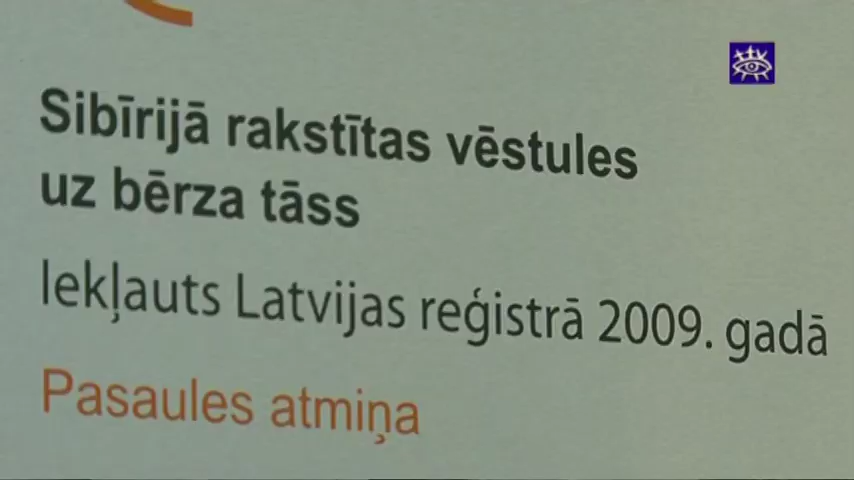 Sibīrijā rakstītas vēstules
uz bērza tāss
Iekļauts Latvijas reģistrā 2009. gadā
Pasaules atmiņa